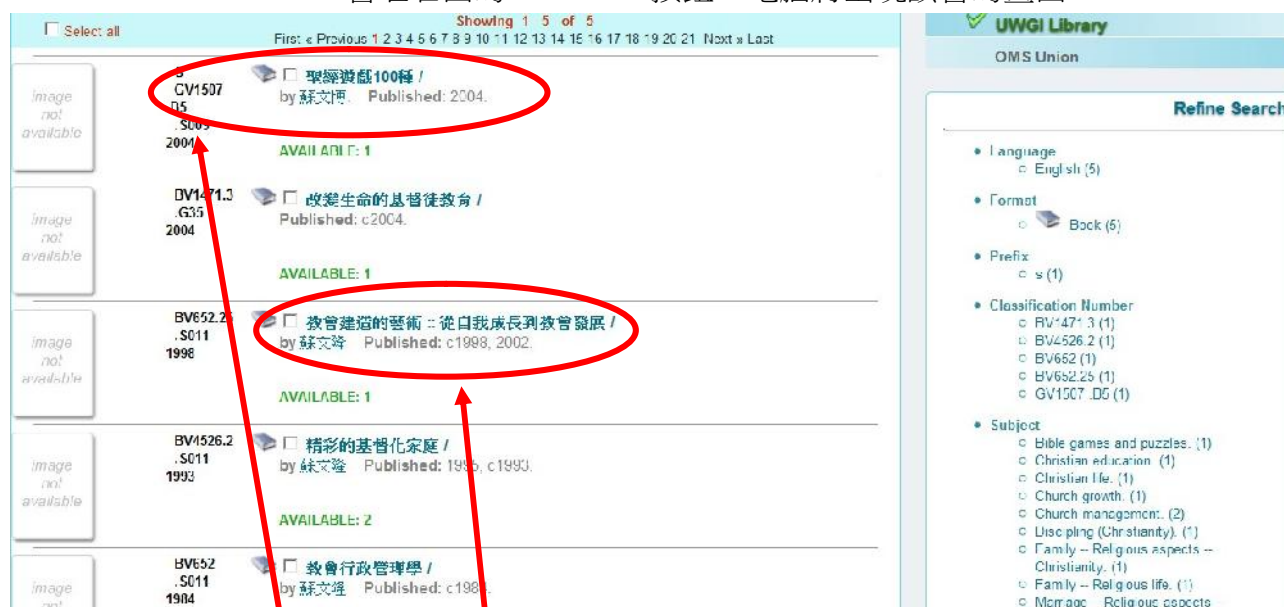 Select all
Showing 1 5 of 5
First « Previous 1 2 3 4 5 6 7 8 9 10 11 12 13 14 15 16 17 18 19 20 21 Next » Last
image not available
GV1507
.D5
.S009
2004
聖經遊戲100種 /
by 蘇文博. Published: 2004.
AVAILABLE: 1
image not available
BV1471.3
.G35
2004
改變生命的基督徒教育 /
Published: c2004.
AVAILABLE: 1
image not available
BV652.25
.S011
1998
教會建造的藝術 :: 從自我成長到教會發展 /
by 蘇文隆 Published: c1998, 2002.
AVAILABLE: 1
image not available
BV4526.2
.S011
1993
精彩的基督化家庭 /
by 蘇文隆 Published: 1995, c1993.
AVAILABLE: 2
image
BV652
.S011
1984
教會行政管理學 /
by 蘇文隆 Published:
UWGI Library
OMS Union
Refine Search
Language
English (5)
Format
Book (5)
Prefix
s (1)
Classification Number
BV1471.3 (1)
BV4526.2 (1)
BV652 (1)
BV652.25 (1)
GV1507 .D5 (1)
Subject
Bible games and puzzles. (1)
Christian education. (1)
Christian life. (1)
Church growth. (1)
Church management. (2)
Discipling (Christianity). (1)
Family -- Religious aspects --
Christianity. (1)
Family -- Religious life. (1)
Marriage -- Religious aspects --